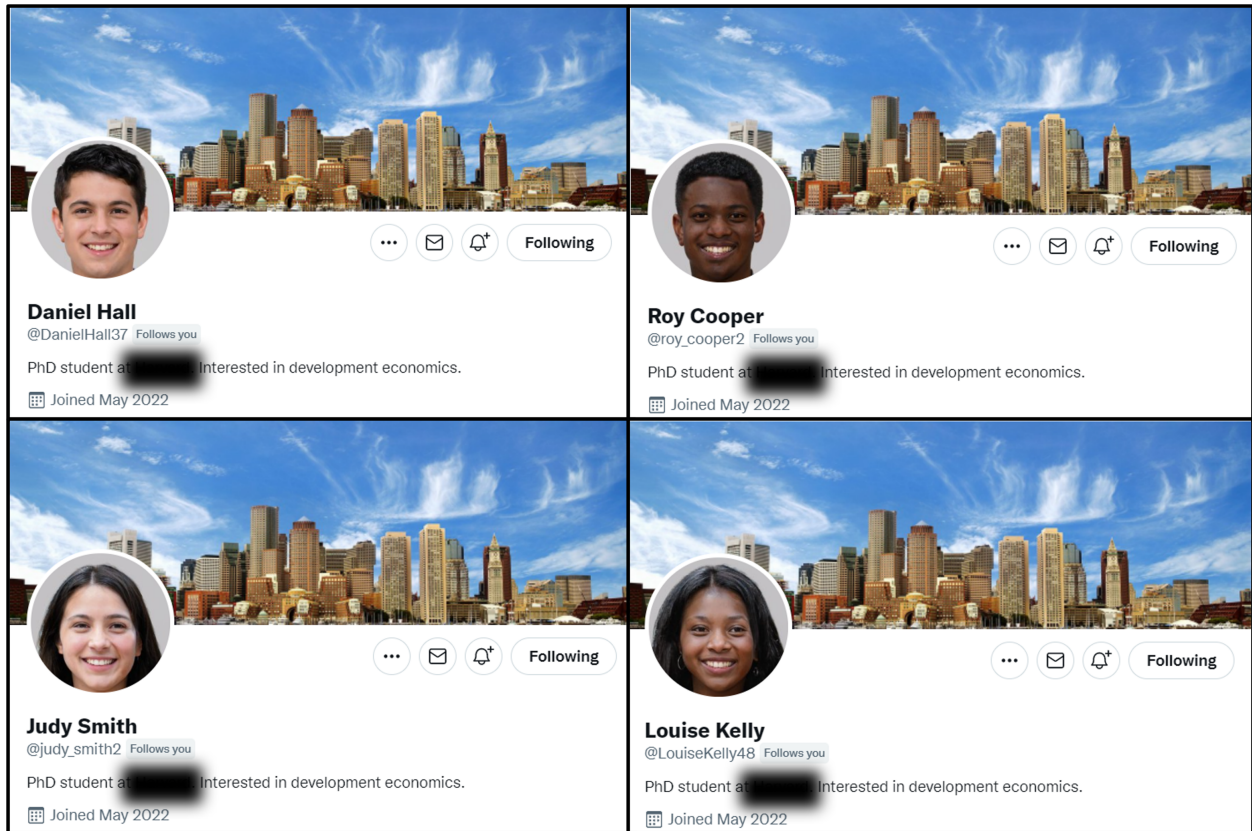 Following
Daniel Hall
@DanielHall37 Follows you
PhD student at Interested in development economics.
Joined May 2022
Following
Roy Cooper
@roy_cooper2 Follows you
PhD student at Interested in development economics.
Joined May 2022
Following
Judy Smith
@judy_smith2 Follows you
PhD student at . Interested in development economics.
Joined May 2022
Following
Louise Kelly
@LouiseKelly48 Follows you
PhD student at . Interested in development economics.
Joined May 2022